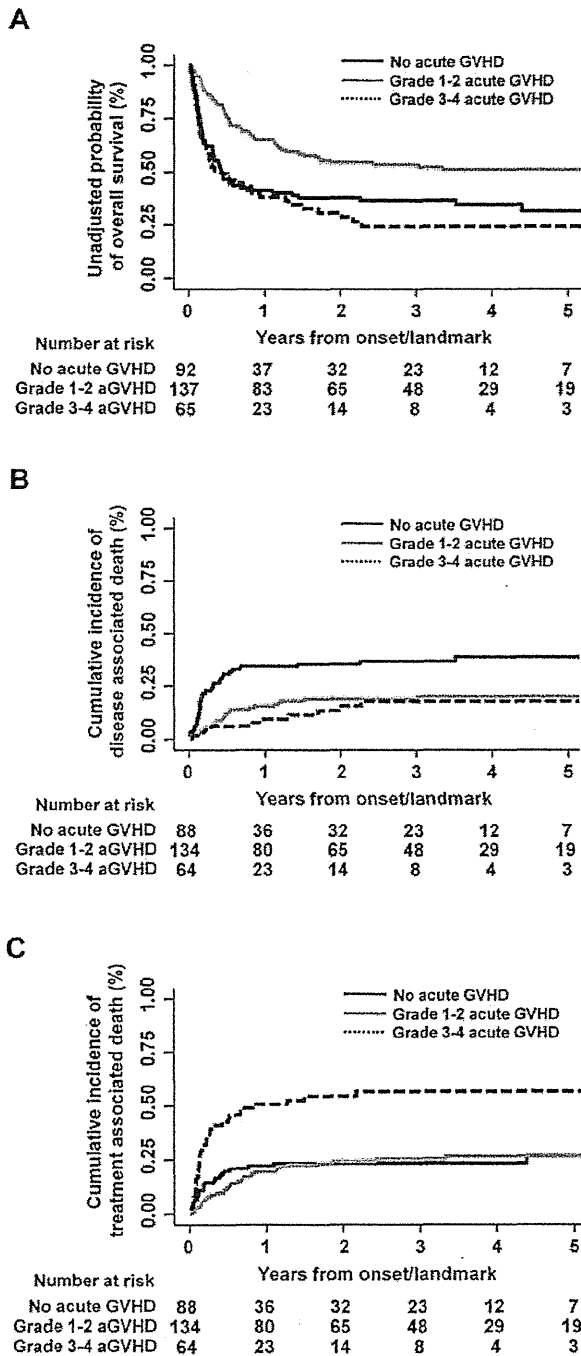 A
Unadjusted probability
of overall survival (%)
1.00
0.75
0.50
0.25
0.00
No acute GVHD
Grade 1-2 acute GVHD
Grade 3-4 acute GVHD
0 1 2 3 4 5
Years from onset/landmark
Number at risk
No acute GVHD 92 37 32 23 12 7
Grade 1-2 aGVHD 137 83 65 48 29 19
Grade 3-4 aGVHD 65 23 14 8 4 3
B
Cumulative incidence of
disease associated death (%)
1.00
0.75
0.50
0.25
0.00
No acute GVHD
Grade 1-2 acute GVHD
Grade 3-4 acute GVHD
0 1 2 3 4 5
Years from onset/landmark
Number at risk
No acute GVHD 88 36 32 23 12 7
Grade 1-2 aGVHD 134 80 65 48 29 19
Grade 3-4 aGVHD 64 23 14 8 4 3
C
Cumulative incidence of
treatment associated death (%)
1.00
0.75
0.50
0.25
0.00
No acute GVHD
Grade 1-2 acute GVHD
Grade 3-4 acute GVHD
0 1 2 3 4 5
Years from onset/landmark
Number at risk
No acute GVHD 88 36 32 23 12 7
Grade 1-2 aGVHD 134 80 65 48 29 19
Grade 3-4 aGVHD 64 23 14 8 4 3